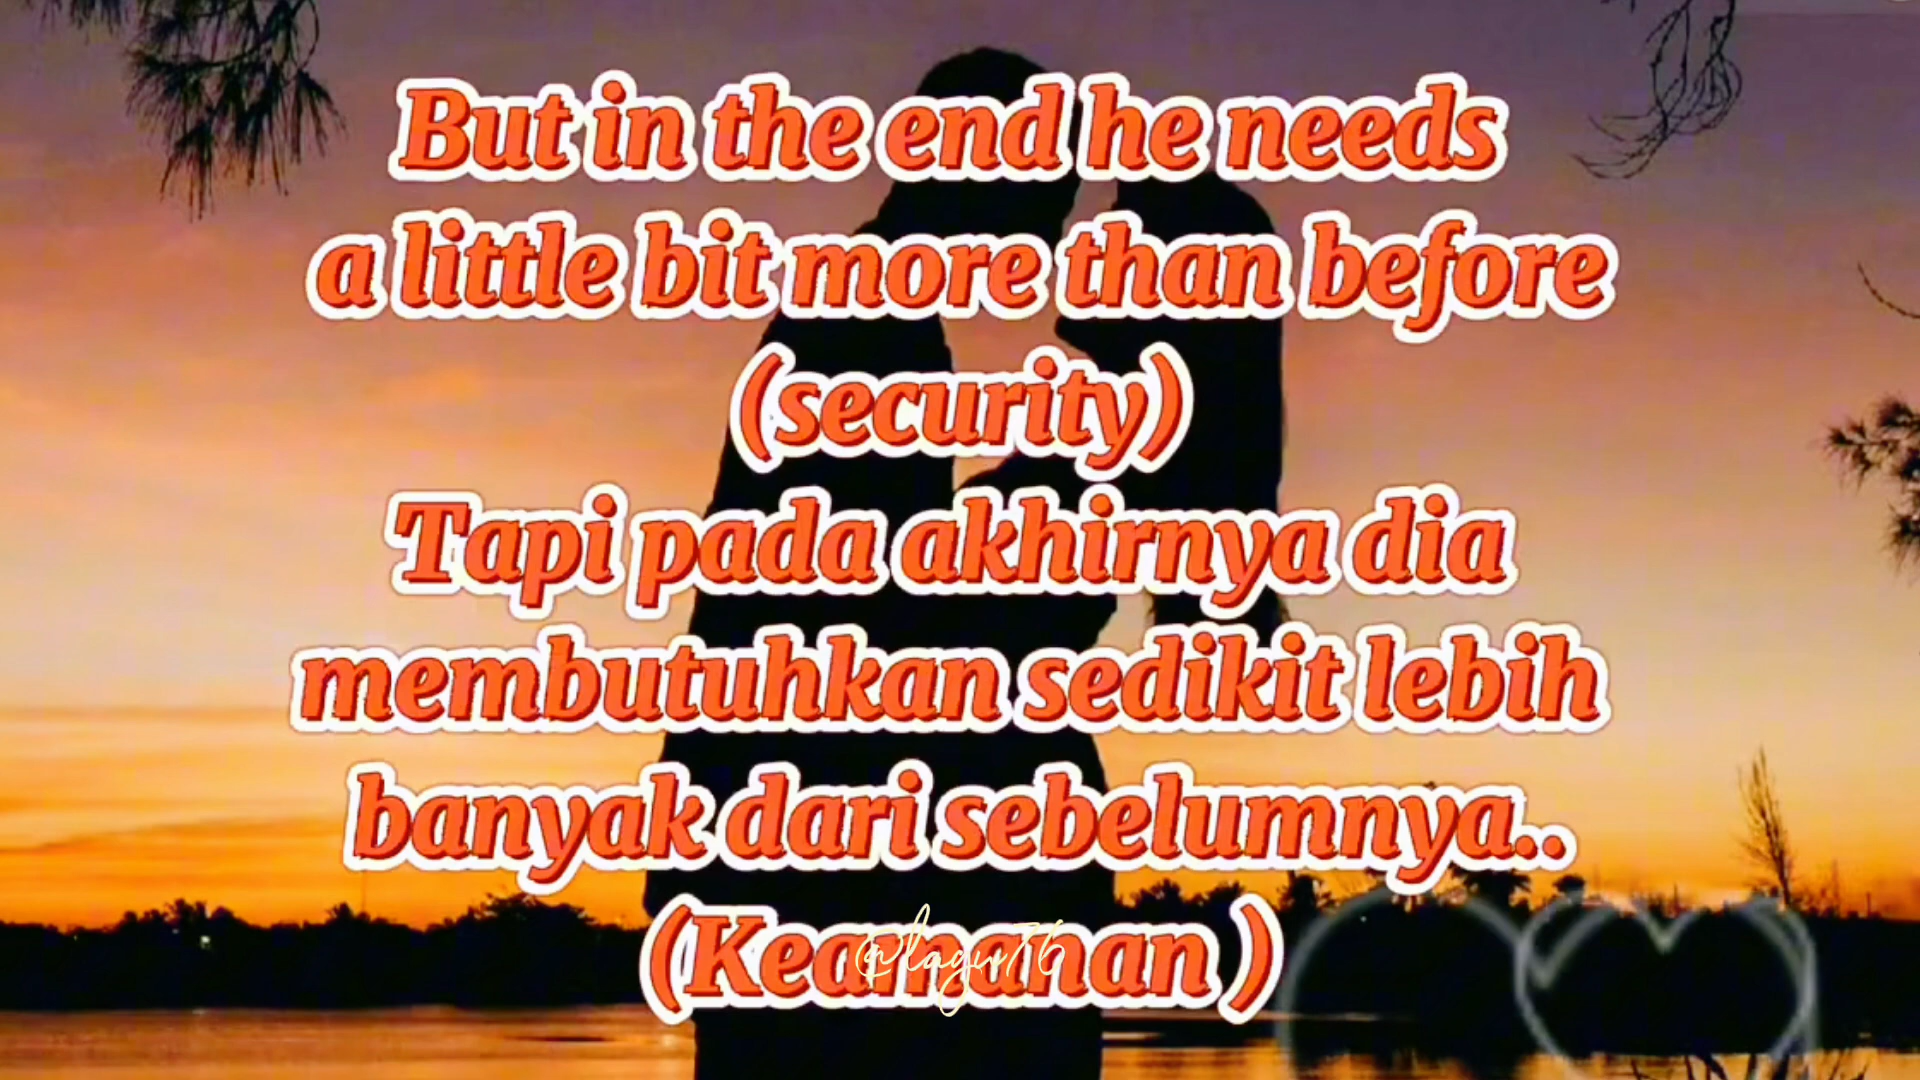 But in the end he needs
a little bit more than before
(security)
Tapi pada akhirnya dia
membutuhkan sedikit lebih
banyak dari sebelumnya..
(Keamanan )
@lagu76